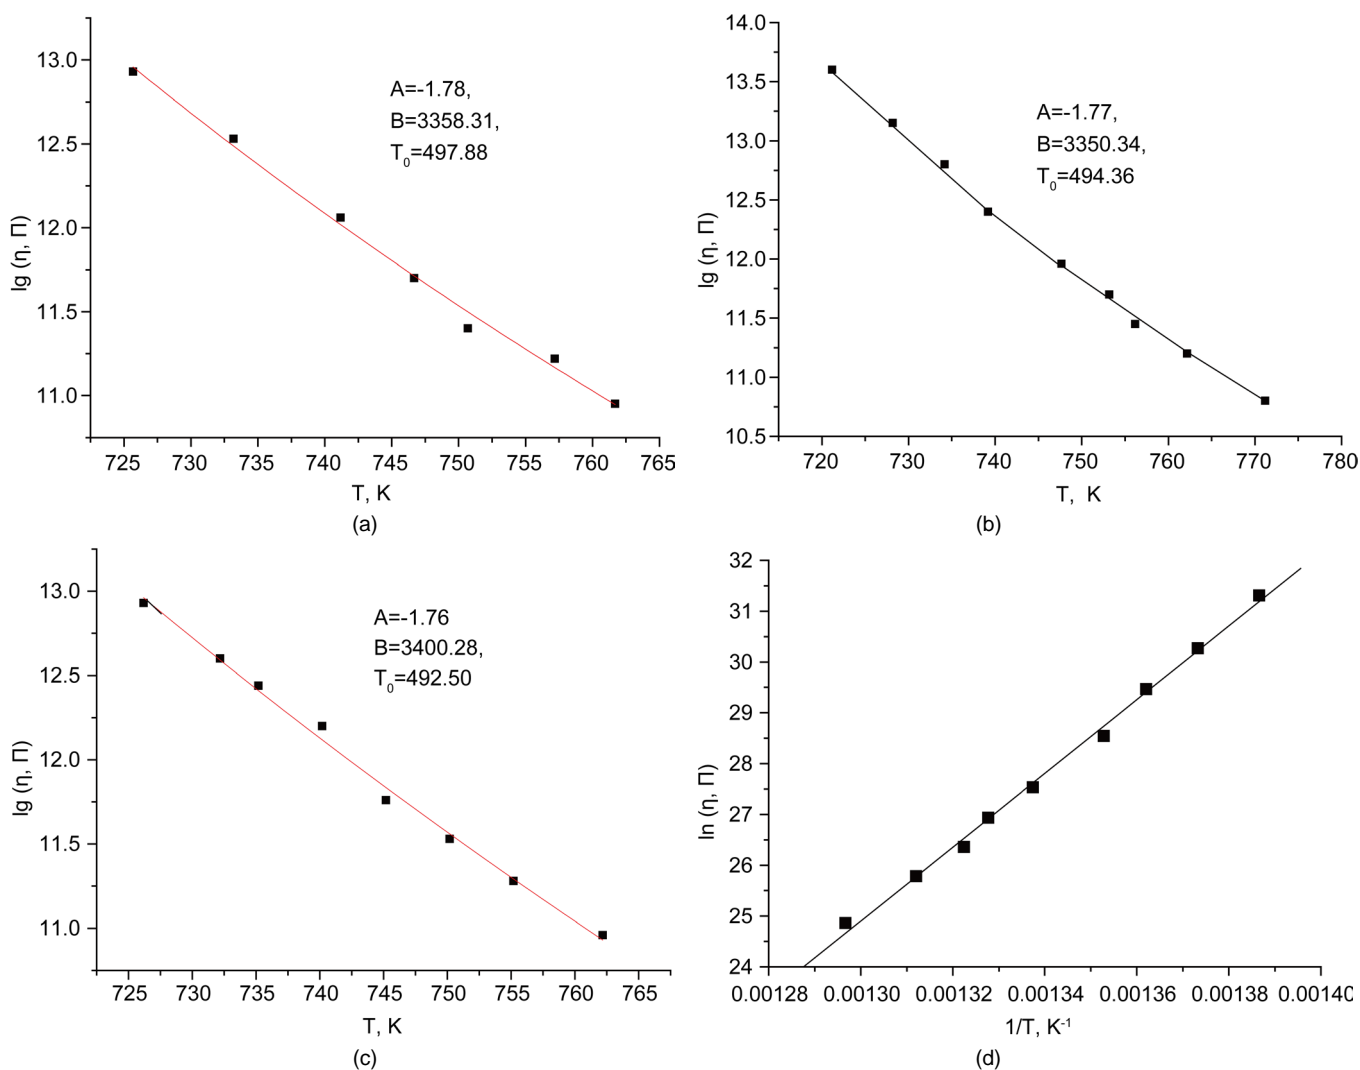 13.0
12.5
12.0
11.5
11.0
lg (η, Π)
A=-1.78,
B=3358.31,
T0=497.88
725 730 735 740 745 750 755 760 765
T, K
(a)
14.0
13.5
13.0
12.5
12.0
11.5
11.0
10.5
lg (η, Π)
A=-1.77,
B=3350.34,
T0=494.36
720 730 740 750 760 770 780
T, K
(b)
13.0
12.5
12.0
11.5
11.0
lg (η, Π)
A=-1.76
B=3400.28,
T0=492.50
725 730 735 740 745 750 755 760 765
T, K
(c)
32
31
30
29
28
27
26
25
24
ln (η, Π)
0.00128 0.00130 0.00132 0.00134 0.00136 0.00138 0.00140
1/T, K-1
(d)